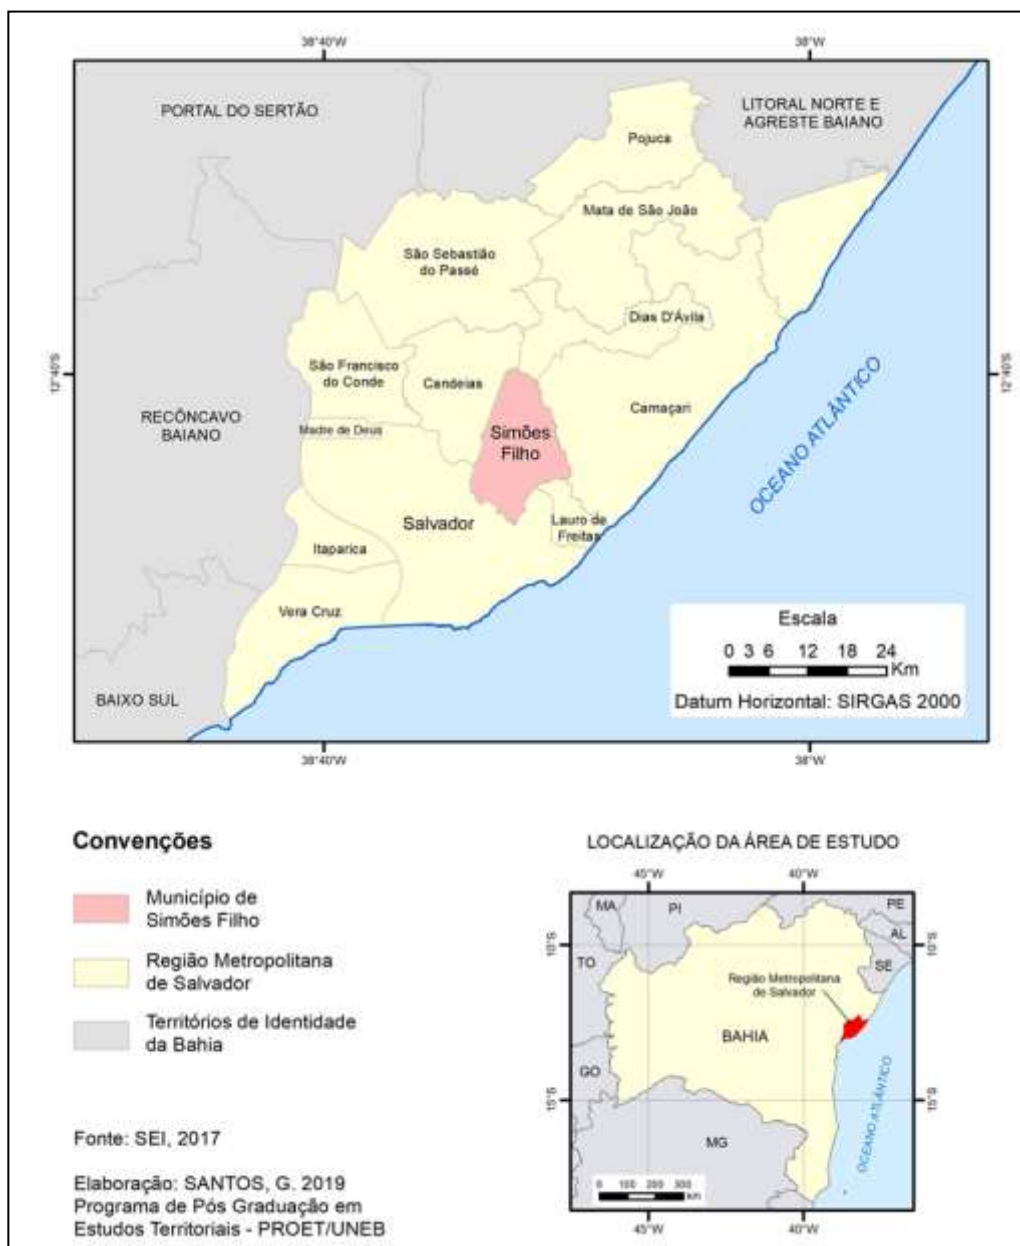 38°40'W
38°W
PORTAL DO SERTÃO
LITORAL NORTE E
AGRESTE BAIANO
Pojuca
Mata de São João
São Sebastião
do Passé
Dias D'Ávila
12°40'S
12°40'S
São Francisco
do Conde
Candeias
Camaçari
RECÔNCAVO
BAIANO
Madre de Deus
Simões
Filho
OCEANO ATLÂNTICO
Salvador
Lauro de
Freitas
Itaparica
Vera Cruz
BAIXO SUL
Escala
0 3 6 12 18 24
Km
Datum Horizontal: SIRGAS 2000
38°40'W
38°W
Convenções
Município de
Simões Filho
Região Metropolitana
de Salvador
Territórios de Identidade
da Bahia
Fonte: SEI, 2017
Elaboração: SANTOS, G. 2019
Programa de Pós Graduação em
Estudos Territoriais - PROET/UNEB
LOCALIZAÇÃO DA ÁREA DE ESTUDO
45°W
40°W
MA
PI
PE
AL
10°S
10°S
TO
SE
Região Metropolitana
de Salvador
BAHIA
GO
15°S
15°S
OCEANO ATLÂNTICO
MG
0 100 200 300
km
45°W
40°W